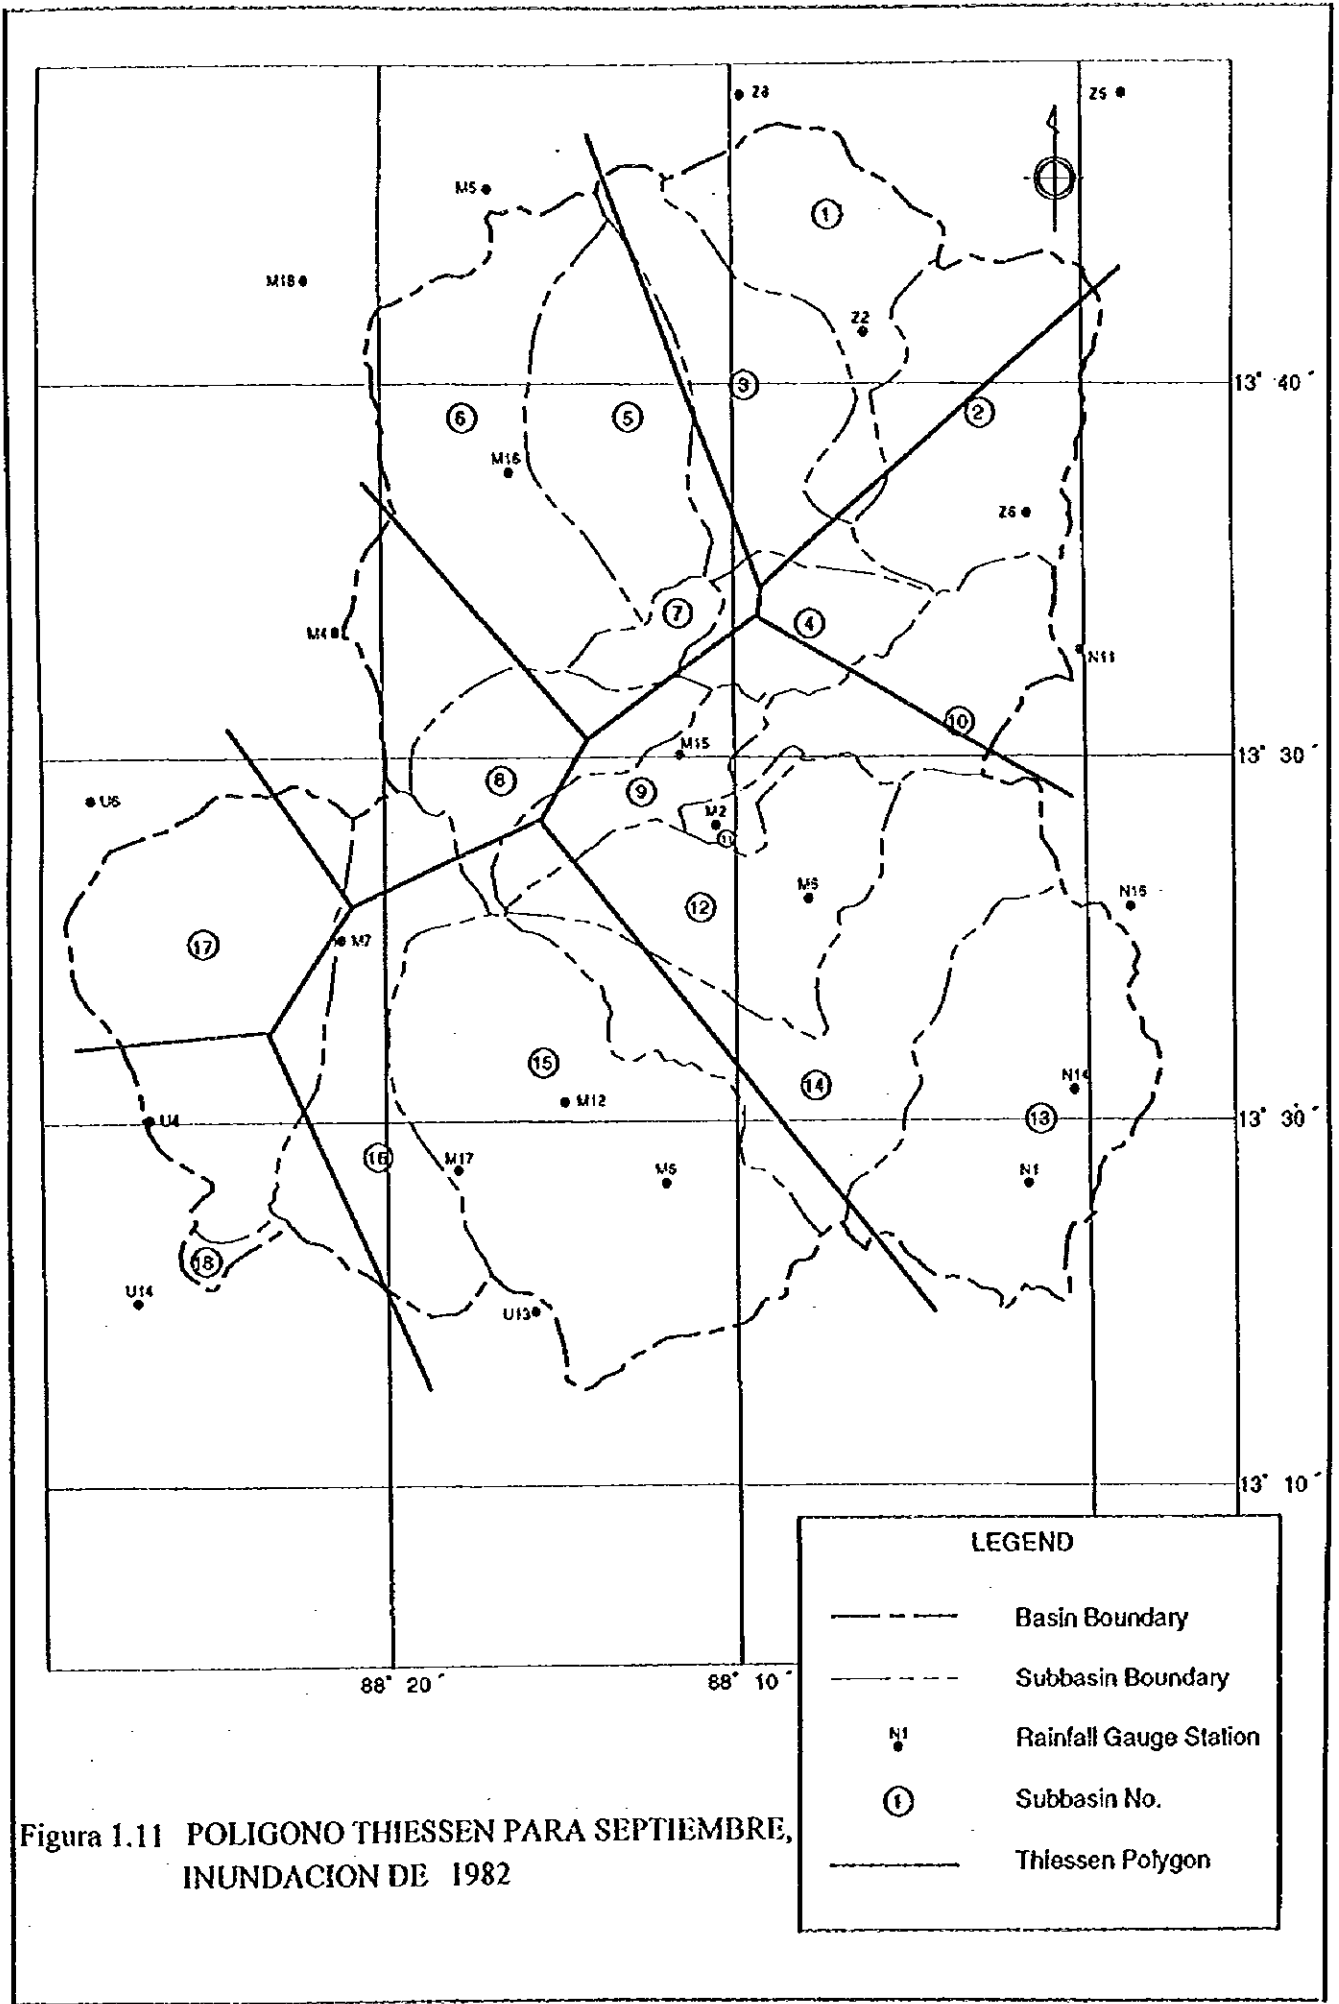 Z8
Z5
M5
1
M18
Z2
3
13° 40´
6
5
2
M16
Z6
7
4
M4
N11
10
M15
13° 30´
8
9
U6
M2
11
M6
N15
12
17
M7
15
14
N14
M12
13
13° 30´
U4
16
M17
M6
N1
18
U14
U13
13° 10´
LEGEND
Basin Boundary
Subbasin Boundary
88° 20´
88° 10´
N1
Rainfall Gauge Station
1
Subbasin No.
Thiessen Polygon
Figura 1.11 POLIGONO THIESSEN PARA SEPTIEMBRE,
INUNDACION DE 1982